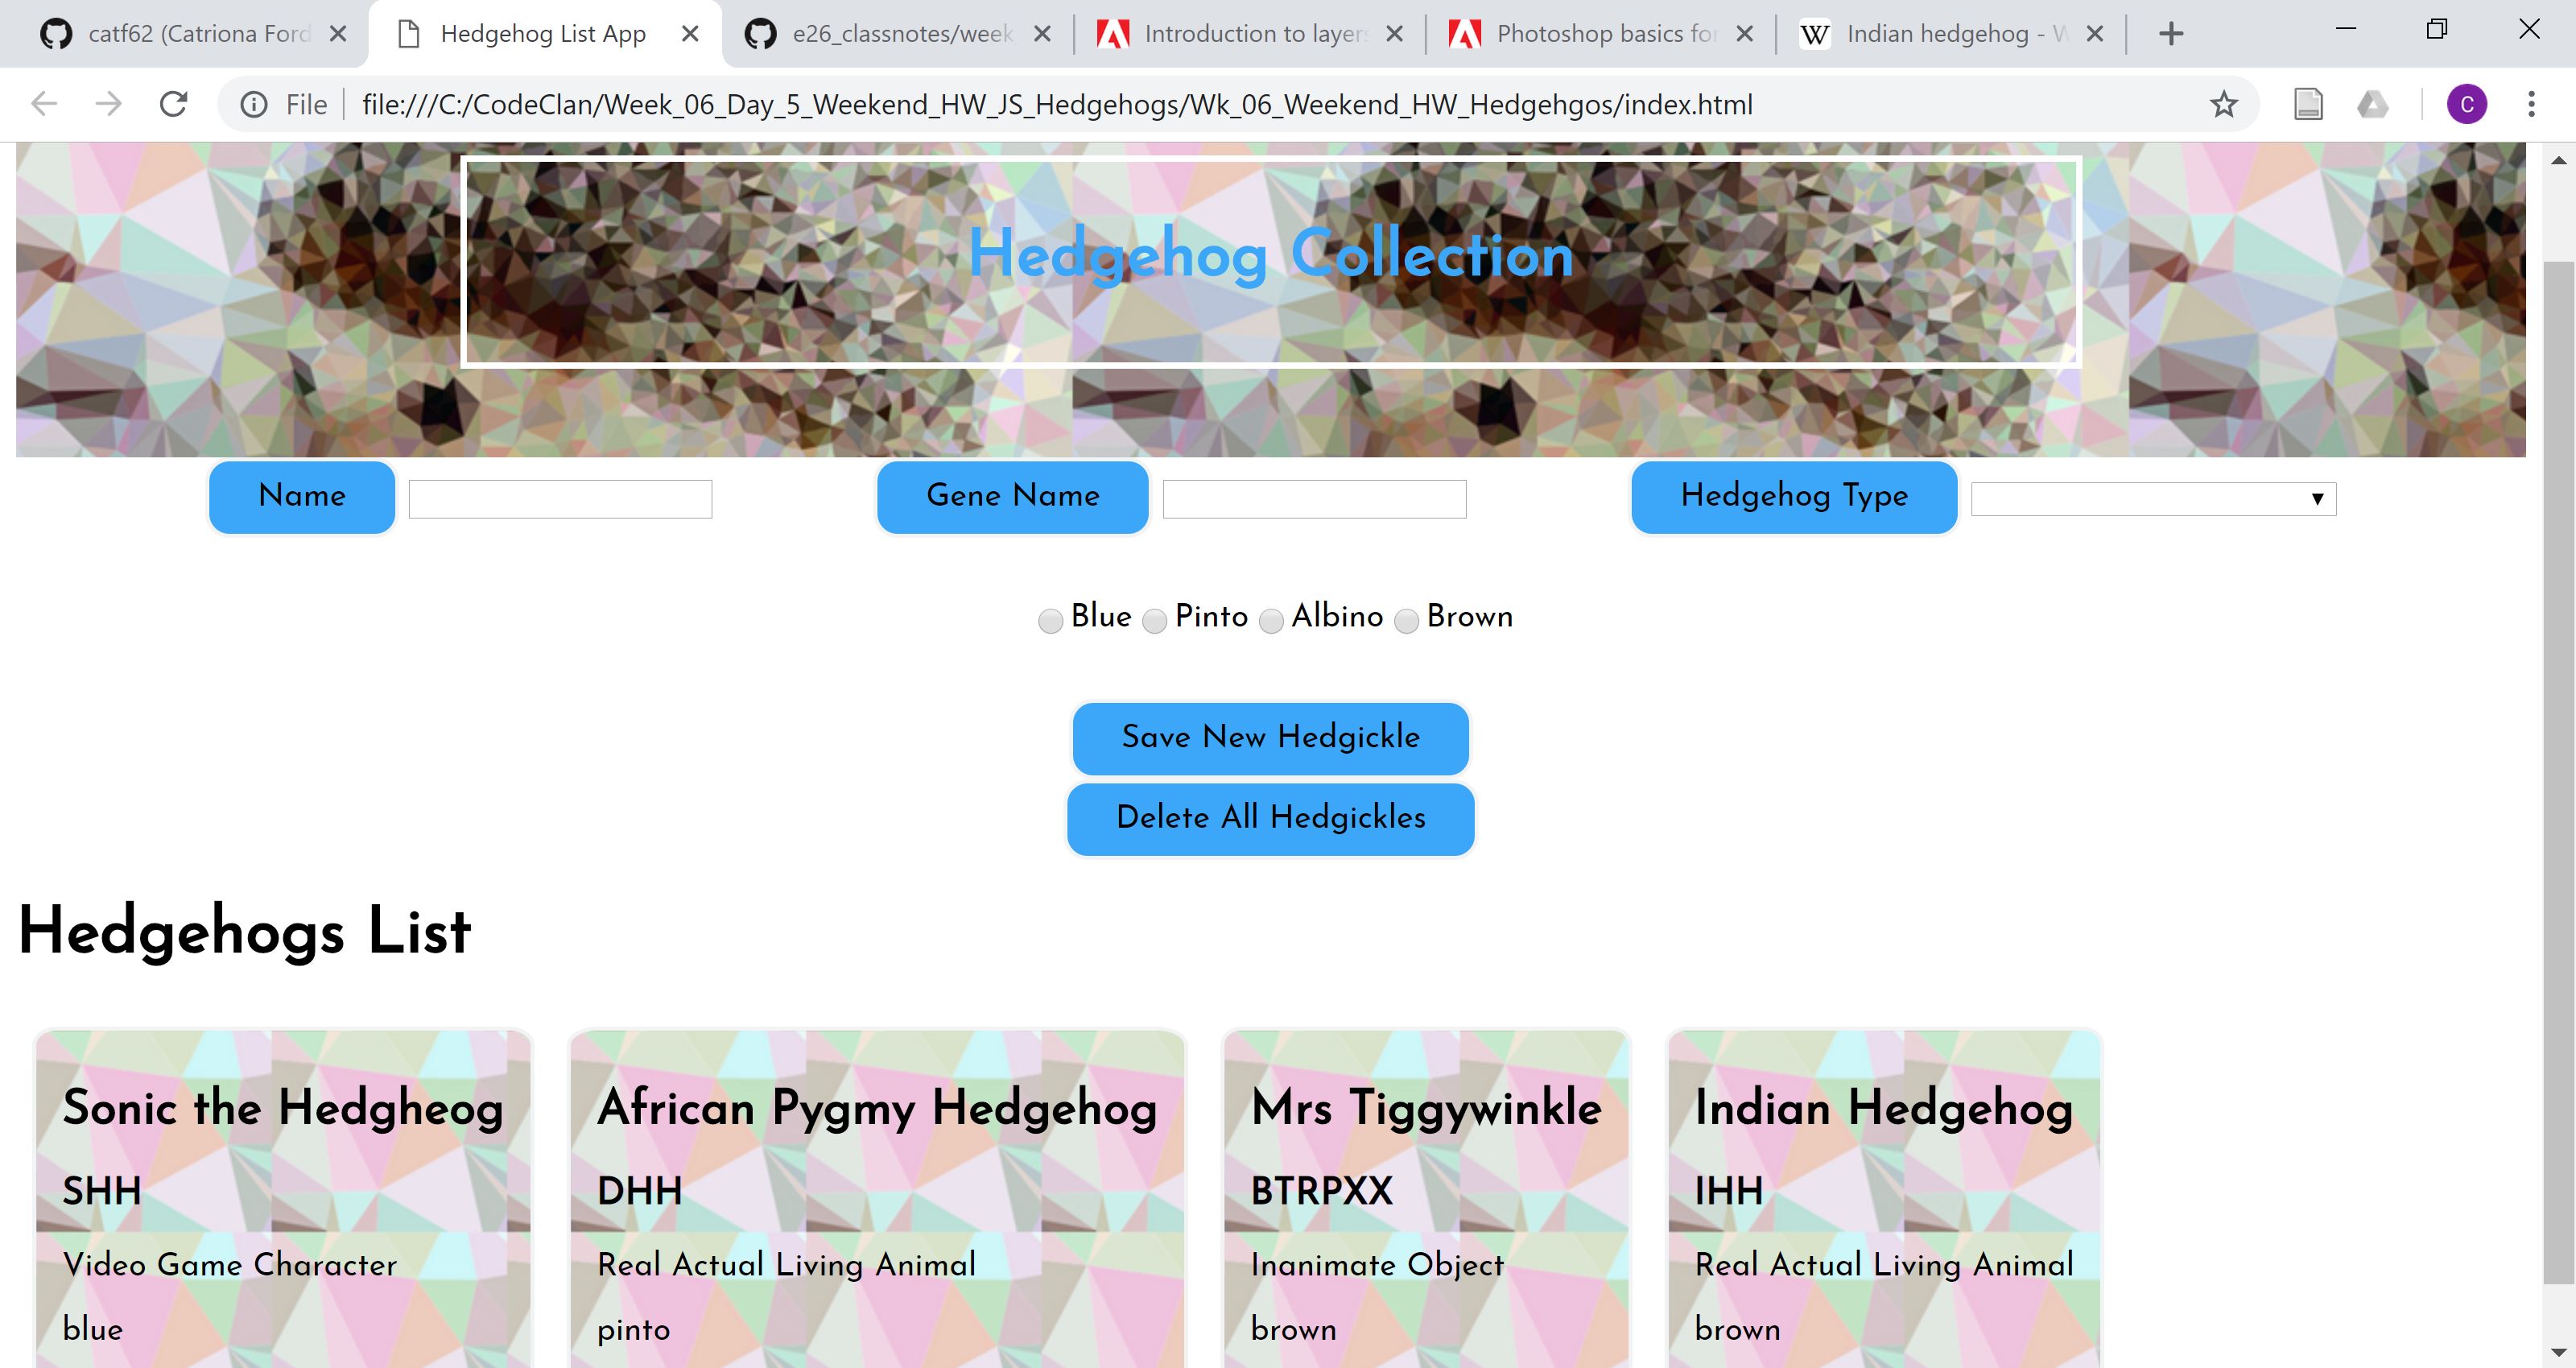 catf62 (Catriona Ford
Hedgehog List App
e26_classnotes/week
Introduction to layer
Photoshop basics for
W
Indian hedgehog - W
File
file:///C:/CodeClan/Week_06_Day_5_Weekend_HW_JS_Hedgehogs/Wk_06_Weekend_HW_Hedgehgos/index.html
C
Hedgehog Collection
Name
Gene Name
Hedgehog Type
Blue Pinto Albino Brown
Save New Hedgickle
Delete All Hedgickles
Hedgehogs List
Sonic the Hedgheog
SHH
Video Game Character
blue
African Pygmy Hedgehog
DHH
Real Actual Living Animal
pinto
Mrs Tiggywinkle
BTRPXX
Inanimate Object
brown
Indian Hedgehog
IHH
Real Actual Living Animal
brown